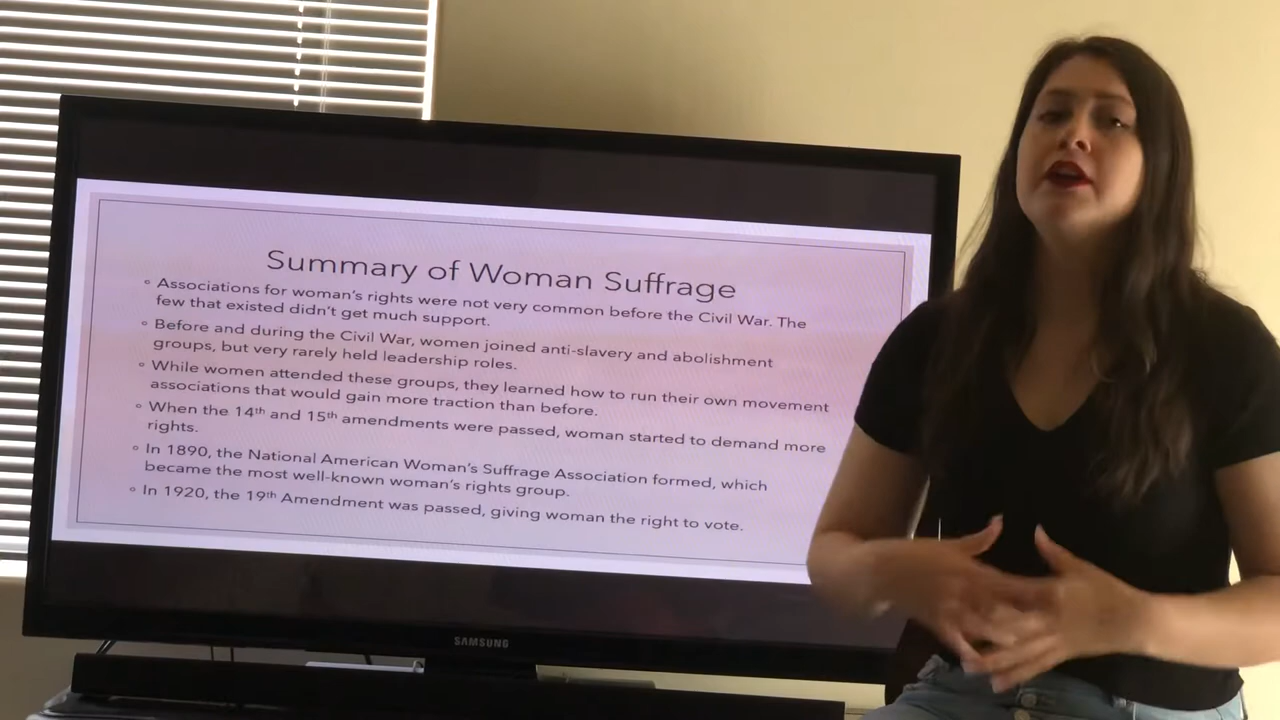 Summary of Woman Suffrage
◦ Associations for woman's rights were not very common before the Civil War. The
few that existed didn't get much support.
◦ Before and during the Civil War, women joined anti-slavery and abolishment
groups, but very rarely held leadership roles.
◦ While women attended these groups, they learned how to run their own movement
associations that would gain more traction than before.
◦ When the 14th and 15th amendments were passed, woman started to demand more
rights.
◦ In 1890, the National American Woman's Suffrage Association formed, which
became the most well-known woman's rights group.
◦ In 1920, the 19th Amendment was passed, giving woman the right to vote.
SAMSUNG